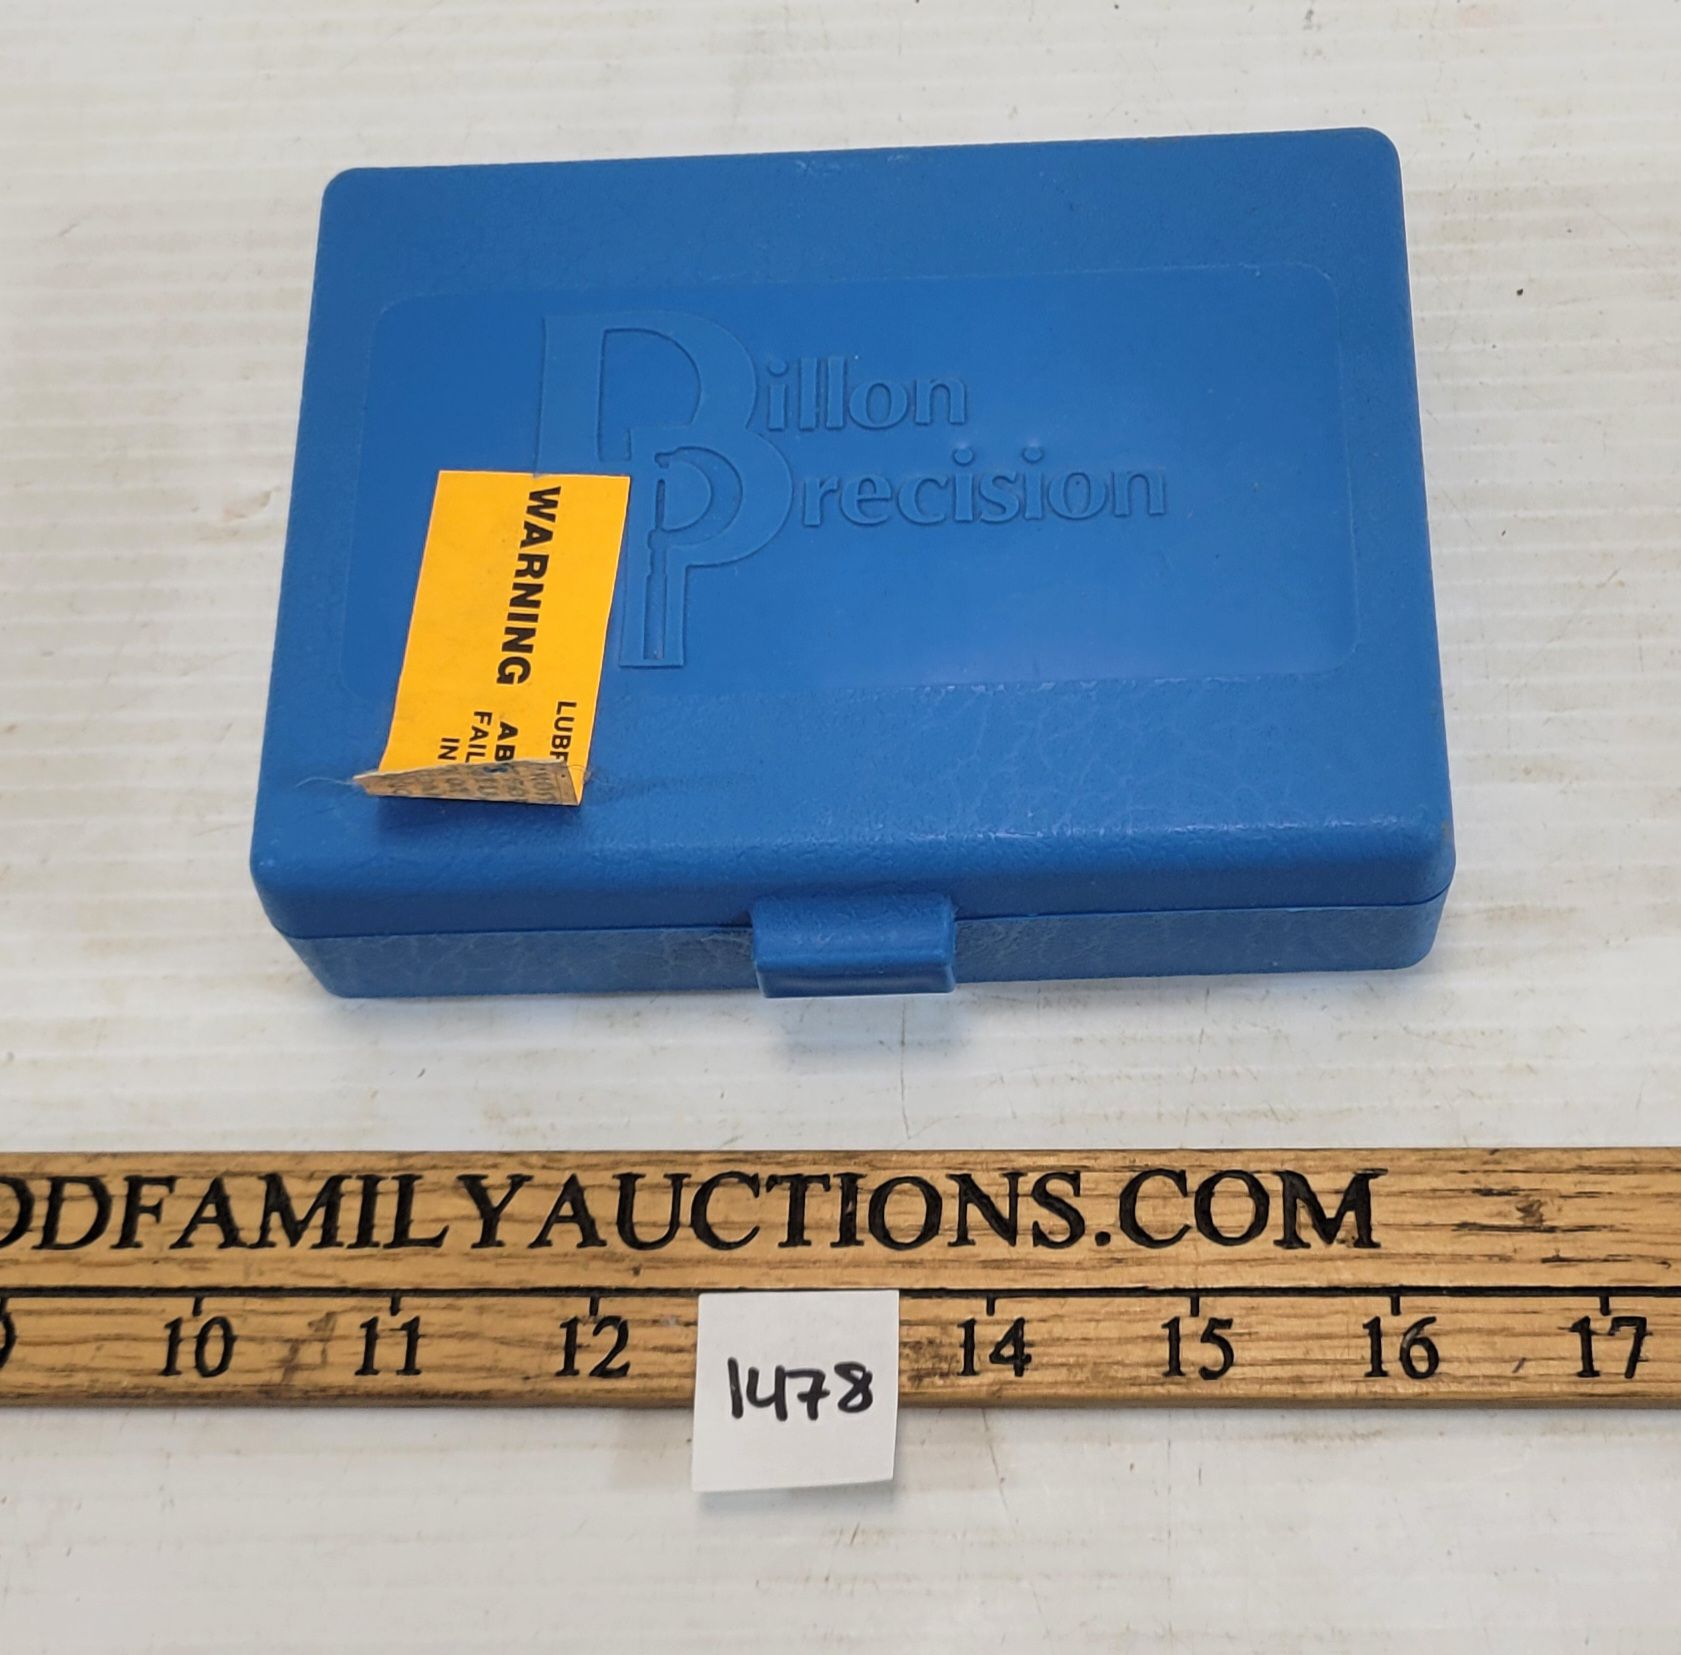 Dillon
Precision
WARNING
LUBR
AB
FAIL
IN
ODFAMILYAUCTIONS.COM
10 11 12 14 15 16 17
1478